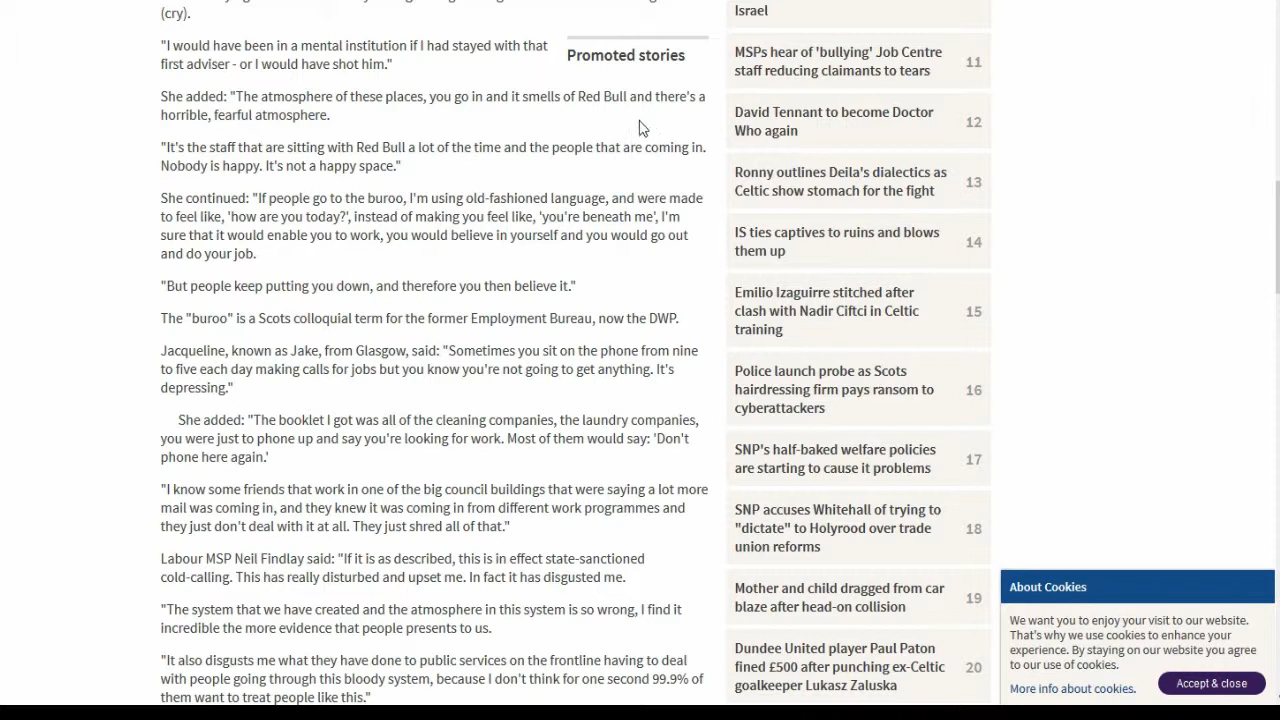 (cry).
"I would have been in a mental institution if I had stayed with that
first adviser - or I would have shot him."
Promoted stories
She added: "The atmosphere of these places, you go in and it smells of Red Bull and there's a
horrible, fearful atmosphere.
"It's the staff that are sitting with Red Bull a lot of the time and the people that are coming in.
Nobody is happy. It's not a happy space."
She continued: "If people go to the buroo, I'm using old-fashioned language, and were made
to feel like, 'how are you today?', instead of making you feel like, 'you're beneath me', I'm
sure that it would enable you to work, you would believe in yourself and you would go out
and do your job.
"But people keep putting you down, and therefore you then believe it."
The "buroo" is a Scots colloquial term for the former Employment Bureau, now the DWP.
Jacqueline, known as Jake, from Glasgow, said: "Sometimes you sit on the phone from nine
to five each day making calls for jobs but you know you're not going to get anything. It's
depressing."
She added: "The booklet I got was all of the cleaning companies, the laundry companies,
you were just to phone up and say you're looking for work. Most of them would say: 'Don't
phone here again.'
"I know some friends that work in one of the big council buildings that were saying a lot more
mail was coming in, and they knew it was coming in from different work programmes and
they just don't deal with it at all. They just shred all of that."
Labour MSP Neil Findlay said: "If it is as described, this is in effect state-sanctioned
cold-calling. This has really disturbed and upset me. In fact it has disgusted me.
"The system that we have created and the atmosphere in this system is so wrong, I find it
incredible the more evidence that people presents to us.
"It also disgusts me what they have done to public services on the frontline having to deal
with people going through this bloody system, because I don't think for one second 99.9% of
them want to treat people like this."
Israel
MSPs hear of 'bullying' Job Centre
staff reducing claimants to tears
11
David Tennant to become Doctor
Who again
12
Ronny outlines Deila's dialectics as
Celtic show stomach for the fight
13
IS ties captives to ruins and blows
them up
14
Emilio Izaguirre stitched after
clash with Nadir Ciftci in Celtic
training
15
Police launch probe as Scots
hairdressing firm pays ransom to
cyberattackers
16
SNP's half-baked welfare policies
are starting to cause it problems
17
SNP accuses Whitehall of trying to
"dictate" to Holyrood over trade
union reforms
18
Mother and child dragged from car
blaze after head-on collision
19
Dundee United player Paul Paton
fined £500 after punching ex-Celtic
goalkeeper Lukasz Zaluska
20
About Cookies
We want you to enjoy your visit to our website.
That's why we use cookies to enhance your
experience. By staying on our website you agree
to our use of cookies.
More info about cookies.
Accept & close